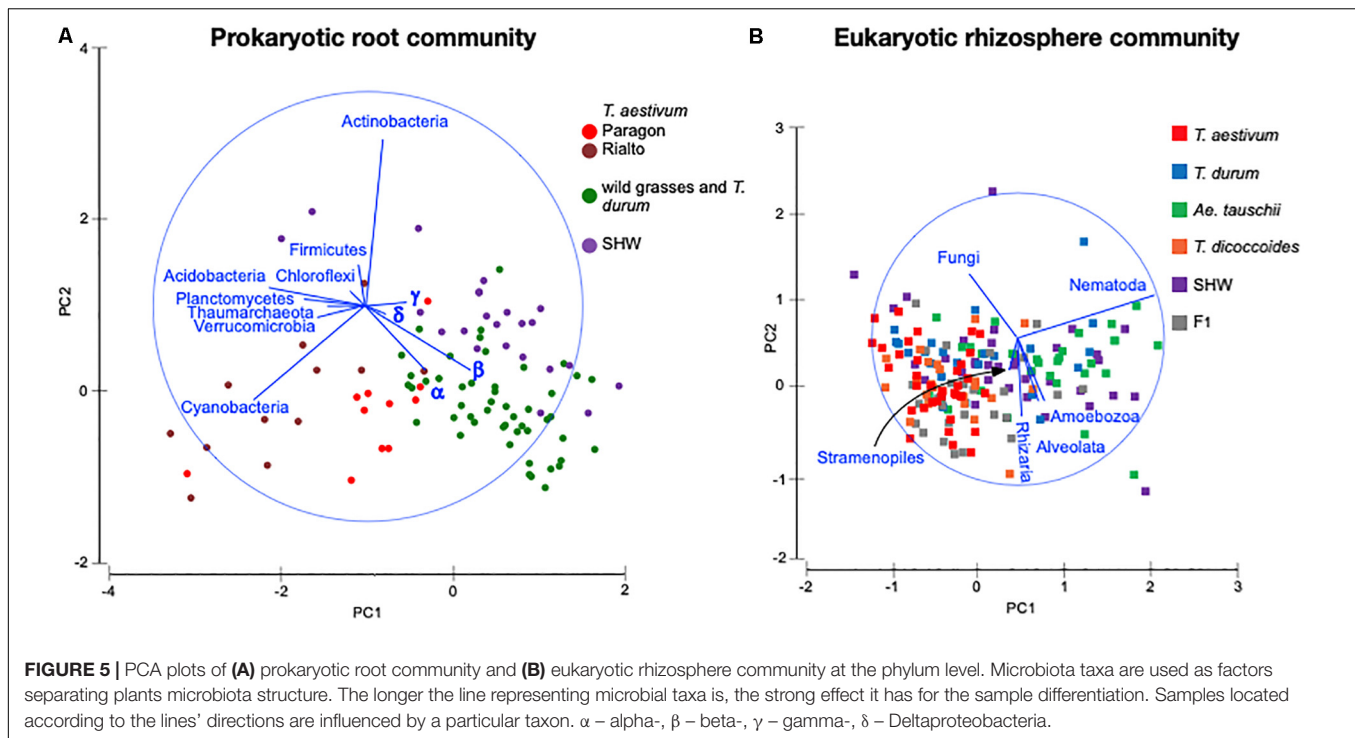 A
Prokaryotic root community
4
2
0
-2
PC2
-4
-2
0
2
PC1
Actinobacteria
Firmicutes
Acidobacteria
Chloroflexi
Planctomycetes
Thaumarchaeota
Verrucomicrobia
Cyanobacteria
γ
δ
β
α
T. aestivum
Paragon
Rialto
wild grasses and T.
durum
SHW
B
Eukaryotic rhizosphere community
3
2
1
0
-1
-2
PC2
-2
-1
0
1
2
3
PC1
Fungi
Nematoda
Amoebozoa
Alveolata
Rhizaria
Stramenopiles
T. aestivum
T. durum
Ae. tauschii
T. dicoccoides
SHW
F1
FIGURE 5 | PCA plots of (A) prokaryotic root community and (B) eukaryotic rhizosphere community at the phylum level. Microbiota taxa are used as factors
separating plants microbiota structure. The longer the line representing microbial taxa is, the strong effect it has for the sample differentiation. Samples located
according to the lines’ directions are influenced by a particular taxon. α – alpha-, β – beta-, γ – gamma-, δ – Deltaproteobacteria.